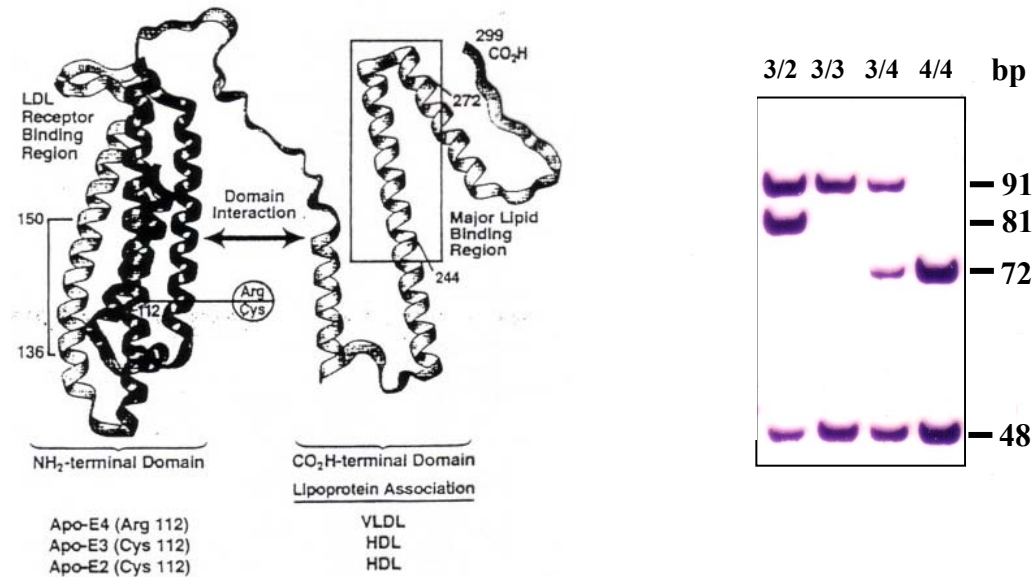 299
CO₂H
LDL
Receptor
Binding
Region
272
Domain
Interaction
150
Major Lipid
Binding
Region
244
Arg
Cys
112
136
NH₂-terminal Domain
CO₂H-terminal Domain
Lipoprotein Association
Apo-E4 (Arg 112) VLDL
Apo-E3 (Cys 112) HDL
Apo-E2 (Cys 112) HDL
3/2 3/3 3/4 4/4 bp
91
81
72
48